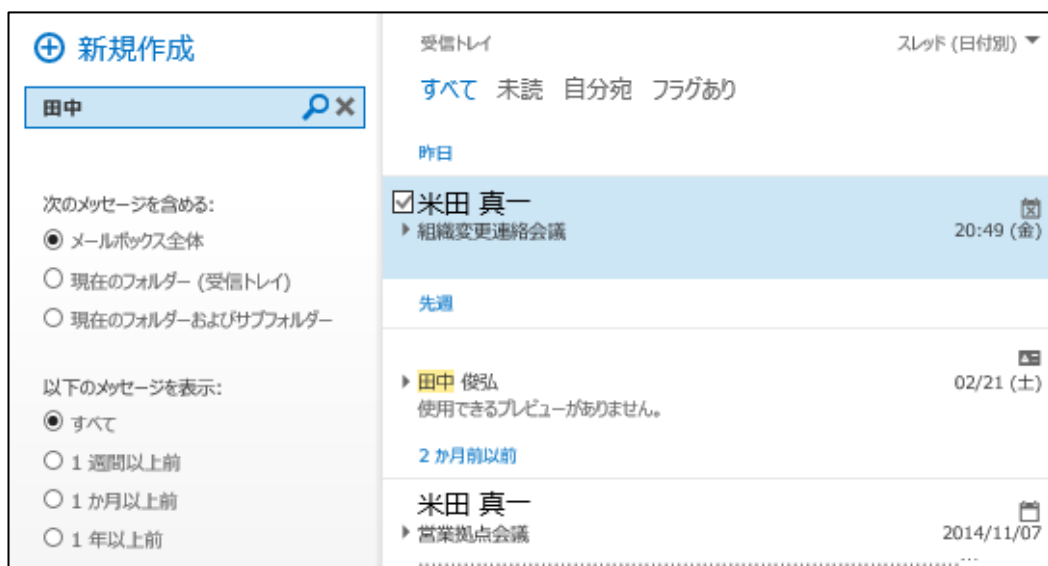 新規作成
田中
次のメッセージを含める:
メールボックス全体
現在のフォルダー (受信トレイ)
現在のフォルダーおよびサブフォルダー
以下のメッセージを表示:
すべて
1 週間以上前
1 か月以上前
1 年以上前
受信トレイ
スレッド (日付別)
すべて 未読 自分宛 フラグあり
昨日
米田 真一
組織変更連絡会議
20:49 (金)
先週
田中 俊弘
02/21 (土)
使用できるプレビューがありません。
2 か月前以前
米田 真一
営業拠点会議
2014/11/07